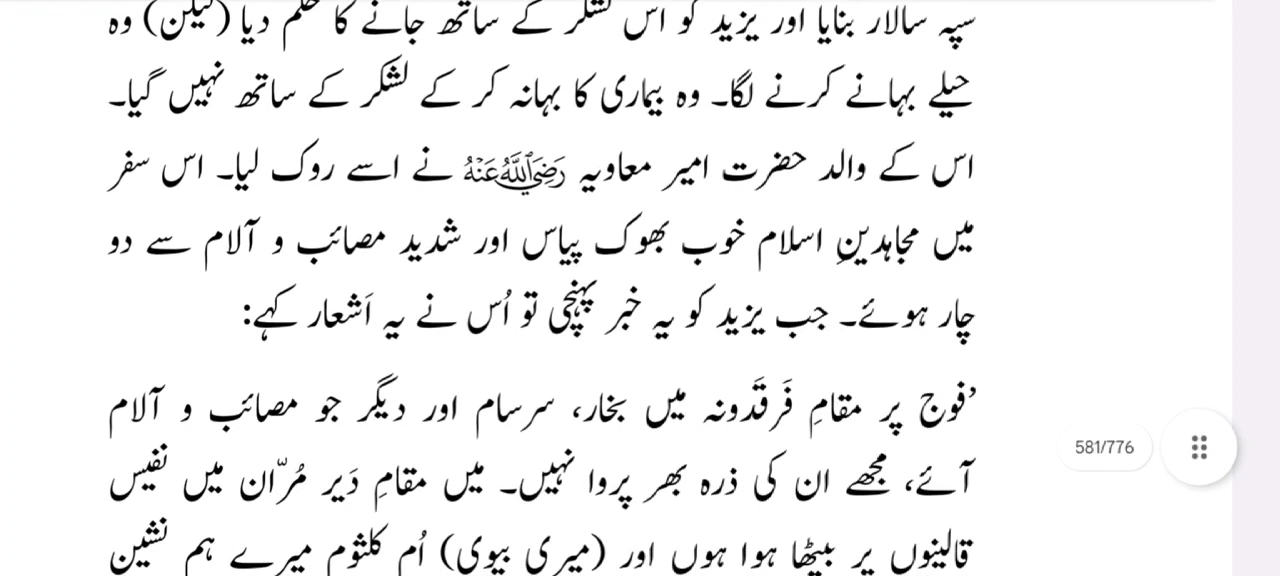 سپہ سالار بنایا اور یزید کو اس لشکر کے ساتھ جانے کا حکم دیا (لیکن) وہ
حیلے بہانے کرنے لگا۔ وہ بیماری کا بہانہ کر کے لشکر کے ساتھ نہیں گیا۔
اس کے والد حضرت امیر معاویہ رَضِيَ اللَّهُ عَنْهُ نے اسے روک لیا۔ اس سفر
میں مجاہدینِ اسلام خوب بھوک پیاس اور شدید مصائب و آلام سے دو
چار ہوئے۔ جب یزید کو یہ خبر پہنچی تو اُس نے یہ اَشعار کہے:
’فوج پر مقامِ فَرقَدونہ میں بخار، سرسام اور دیگر جو مصائب و آلام
آئے، مجھے ان کی ذرہ بھر پروا نہیں۔ میں مقامِ دَیر مُرّان میں نفیس
قالینوں پر بیٹھا ہوا ہوں اور (میری بیوی) اُم کلثوم میرے ہم نشین
581/776